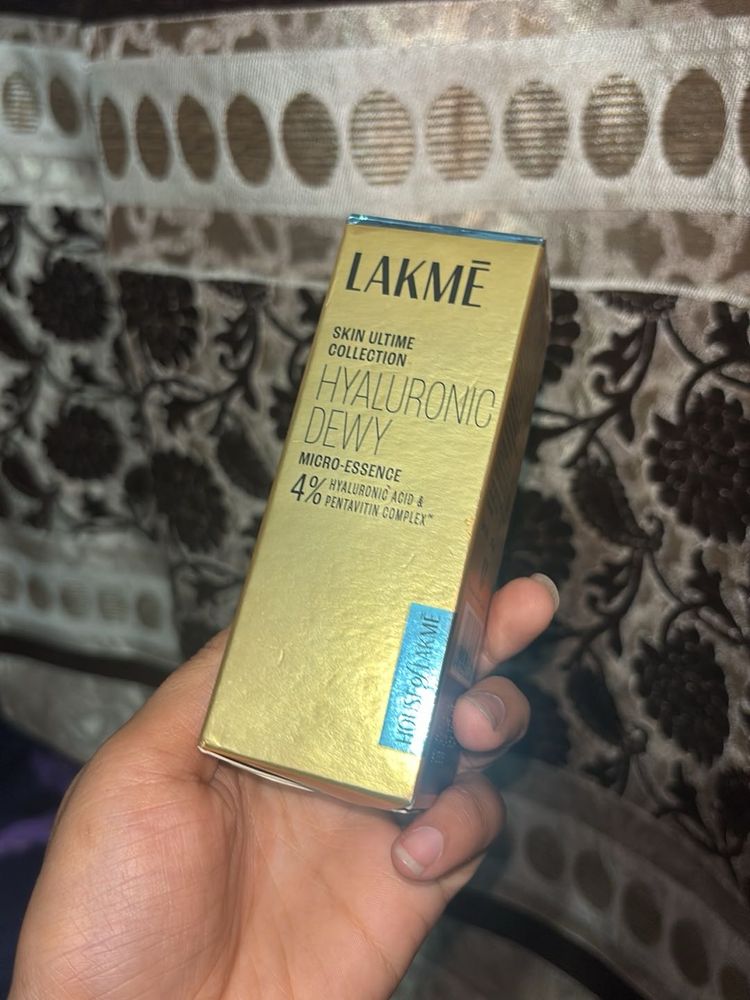 LAKMĒ
SKIN ULTIME
COLLECTION
HYALURONIC
DEWY
MICRO-ESSENCE
4% HYALURONIC ACID &
PENTAVITIN COMPLEX™
HOUSE OF LAKMĒ